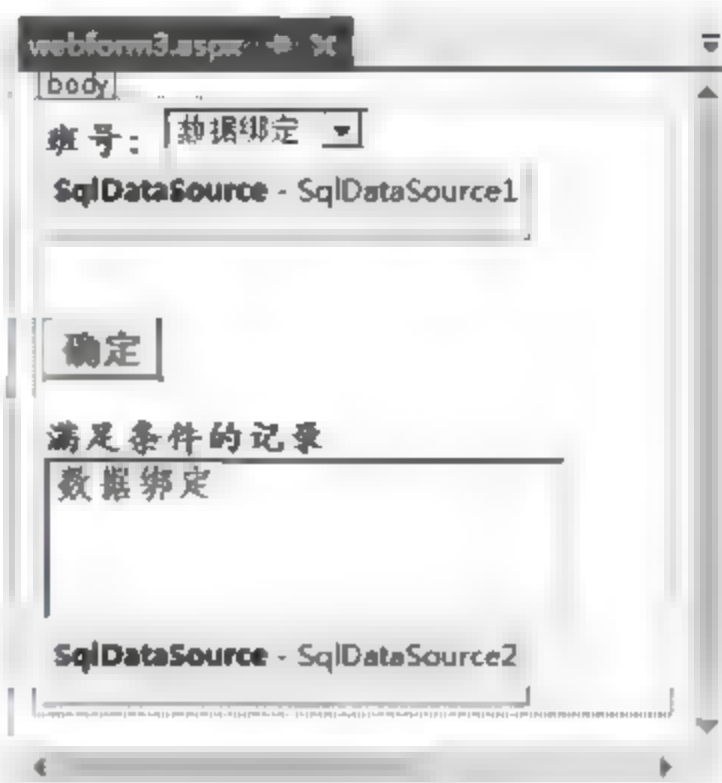 webform3.aspx
body
班号: 数据绑定
SqlDataSource - SqlDataSource1
确定
满足条件的记录
数据绑定
SqlDataSource - SqlDataSource2